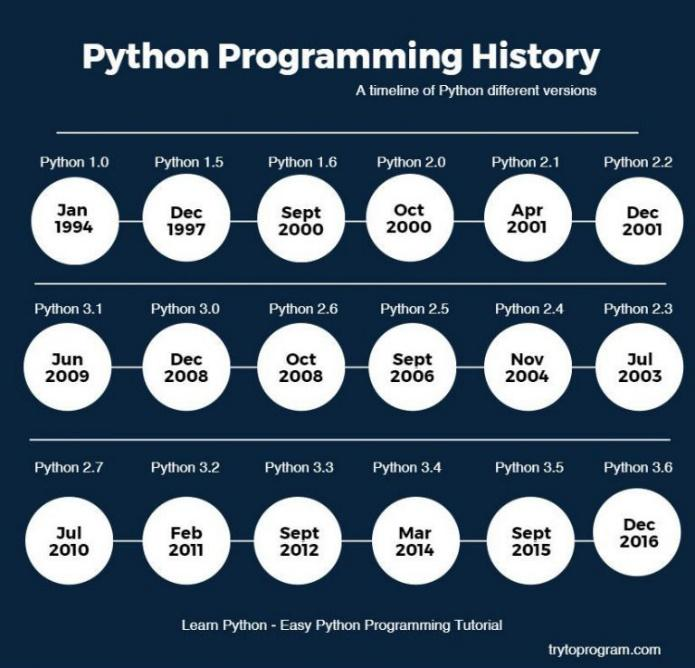 Python Programming History
A timeline of Python different versions
Python 1.0 Python 1.5 Python 1.6 Python 2.0 Python 2.1 Python 2.2
Jan Dec Sept Oct Apr Dec
1994 1997 2000 2000 2001 2001
Python 3.1 Python 3.0 Python 2.6 Python 2.5 Python 2.4 Python 2.3
Jun Dec Oct Sept Nov Jul
2009 2008 2008 2006 2004 2003
Python 2.7 Python 3.2 Python 3.3 Python 3.4 Python 3.5 Python 3.6
Jul Feb Sept Mar Sept Dec
2010 2011 2012 2014 2015 2016
Learn Python - Easy Python Programming Tutorial
trytoprogram.com